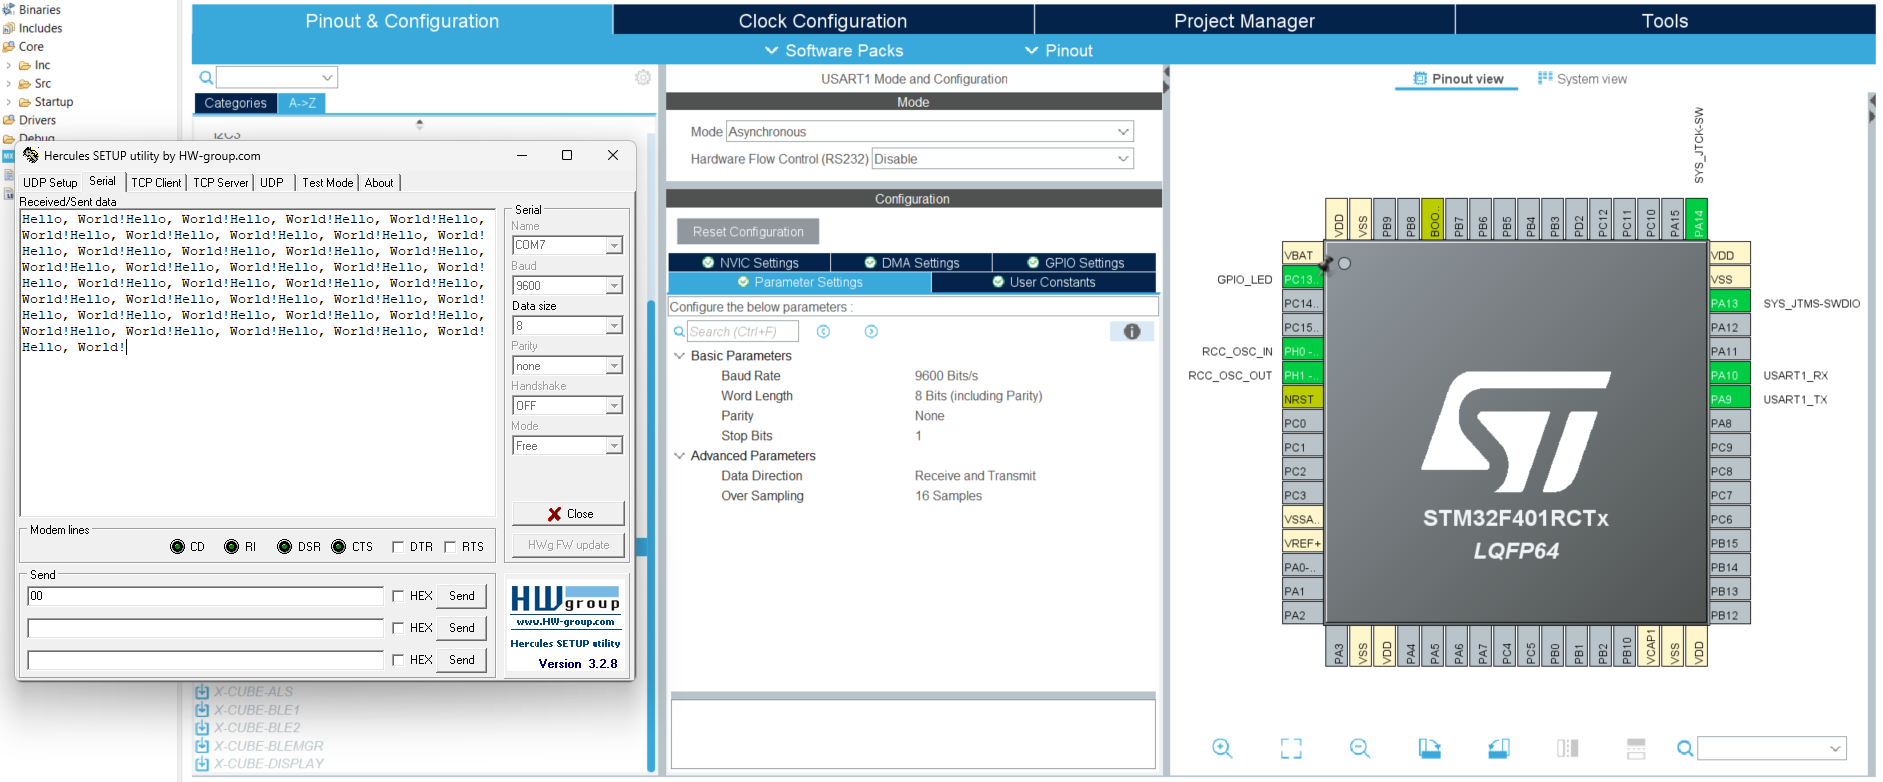 Binaries
Includes
Core
Inc
Src
Startup
Drivers
Debug
Pinout & Configuration
Clock Configuration
Project Manager
Tools
Software Packs
Pinout
Categories
A->Z
I2C3
X-CUBE-ALS
X-CUBE-BLE1
X-CUBE-BLE2
X-CUBE-BLEMGR
X-CUBE-DISPLAY
Hercules SETUP utility by HW-group.com
UDP Setup
Serial
TCP Client
TCP Server
UDP
Test Mode
About
Received/Sent data
Hello, World!Hello, World!Hello, World!Hello, World!Hello,
World!Hello, World!Hello, World!Hello, World!Hello, World!
Hello, World!Hello, World!Hello, World!Hello, World!Hello,
World!Hello, World!Hello, World!Hello, World!Hello, World!
Hello, World!Hello, World!Hello, World!Hello, World!Hello,
World!Hello, World!Hello, World!Hello, World!Hello, World!
Hello, World!Hello, World!Hello, World!Hello, World!Hello,
World!Hello, World!Hello, World!Hello, World!Hello, World!
Hello, World!
Serial
Name
COM7
Baud
9600
Data size
8
Parity
none
Handshake
OFF
Mode
Free
Close
HWg FW update
Modem lines
CD
RI
DSR
CTS
DTR
RTS
Send
00
HEX
Send
HEX
Send
HEX
Send
HW group
www.HW-group.com
Hercules SETUP utility
Version 3.2.8
USART1 Mode and Configuration
Mode
Mode Asynchronous
Hardware Flow Control (RS232) Disable
Configuration
Reset Configuration
NVIC Settings
DMA Settings
GPIO Settings
Parameter Settings
User Constants
Configure the below parameters :
Search (Ctrl+F)
Basic Parameters
Baud Rate 9600 Bits/s
Word Length 8 Bits (including Parity)
Parity None
Stop Bits 1
Advanced Parameters
Data Direction Receive and Transmit
Over Sampling 16 Samples
Pinout view
System view
SYS_JTCK-SW
VDD
VSS
PB9
PB8
BOO..
PB7
PB6
PB5
PB4
PB3
PD2
PC12
PC11
PC10
PA15
PA14
VBAT
GPIO_LED PC13..
PC14..
PC15..
RCC_OSC_IN PH0 -..
RCC_OSC_OUT PH1 -..
NRST
PC0
PC1
PC2
PC3
VSSA..
VREF+
PA0-..
PA1
PA2
ST
STM32F401RCTx
LQFP64
VDD
VSS
PA13 SYS_JTMS-SWDIO
PA12
PA11
PA10 USART1_RX
PA9 USART1_TX
PA8
PC9
PC8
PC7
PC6
PB15
PB14
PB13
PB12
PA3
VSS
VDD
PA4
PA5
PA6
PA7
PC4
PC5
PB0
PB1
PB2
PB10
VCAP1
VSS
VDD